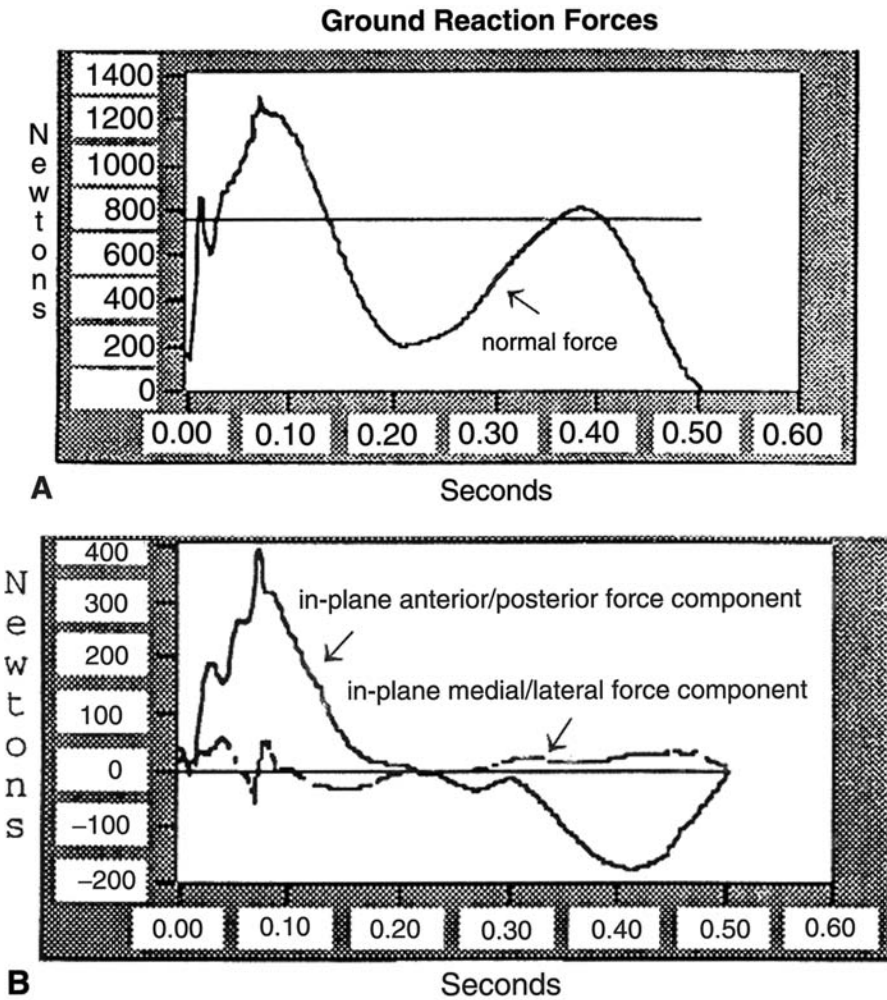 Ground Reaction Forces
Newtons
1400
1200
1000
800
600
400
200
0
normal force
0.00 0.10 0.20 0.30 0.40 0.50 0.60
A
Seconds
Newtons
400
300
200
100
0
−100
−200
in-plane anterior/posterior force component
in-plane medial/lateral force component
0.00 0.10 0.20 0.30 0.40 0.50 0.60
B
Seconds